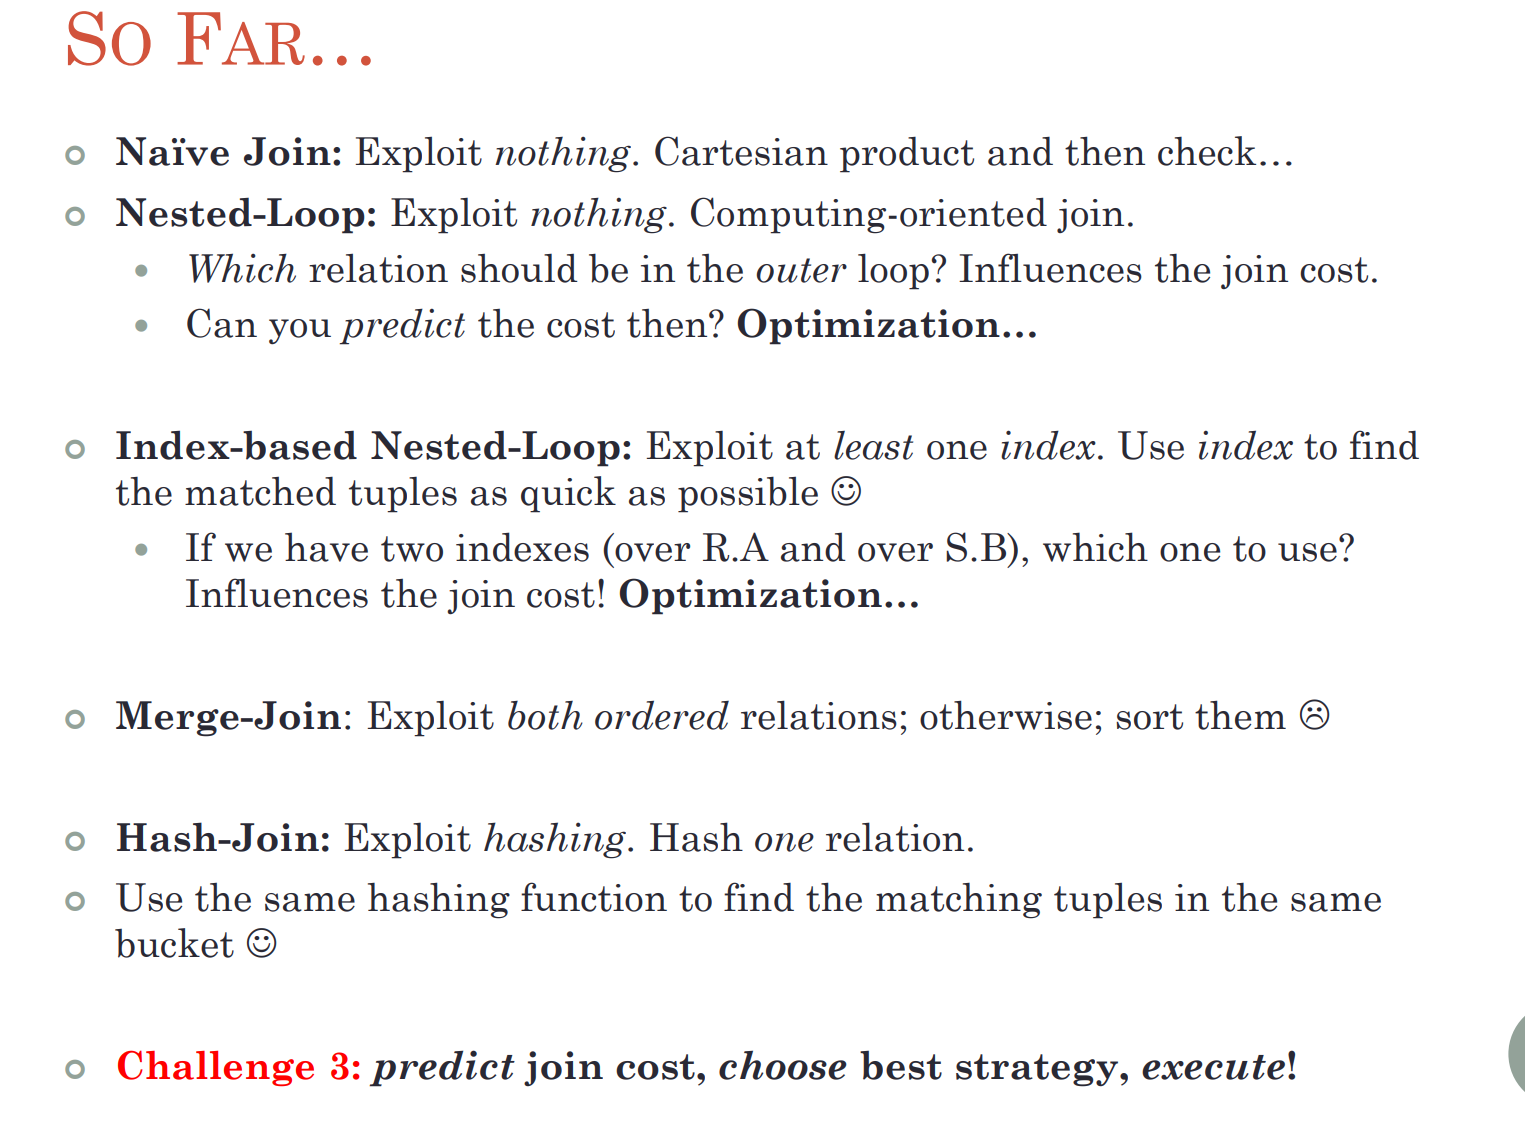 SO FAR...
Naïve Join: Exploit nothing. Cartesian product and then check...
Nested-Loop: Exploit nothing. Computing-oriented join.
Which relation should be in the outer loop? Influences the join cost.
Can you predict the cost then? Optimization...
Index-based Nested-Loop: Exploit at least one index. Use index to find
the matched tuples as quick as possible ☺
If we have two indexes (over R.A and over S.B), which one to use?
Influences the join cost! Optimization...
Merge-Join: Exploit both ordered relations; otherwise; sort them ☹
Hash-Join: Exploit hashing. Hash one relation.
Use the same hashing function to find the matching tuples in the same
bucket ☺
Challenge 3: predict join cost, choose best strategy, execute!